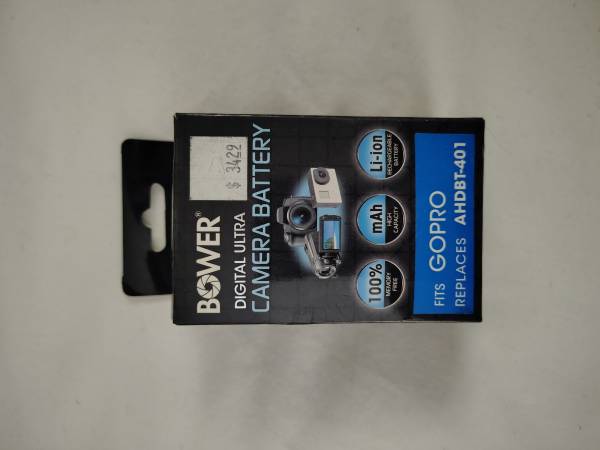 $ 3429
BOWER®
DIGITAL ULTRA
CAMERA BATTERY
100%
MEMORY
FREE
mAh
HIGH
CAPACITY
Li-ion
RECHARGEABLE
BATTERY
FITS GOPRO
REPLACES AHDBT-401